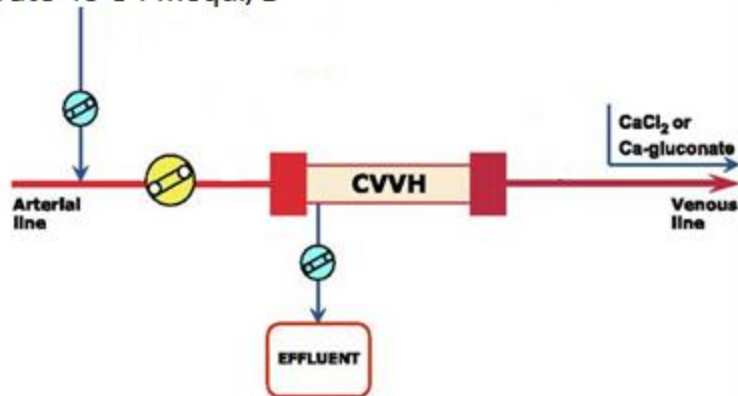 CaCl₂ or
Ca-gluconate
CVVH
Arterial
line
Venous
line
EFFLUENT